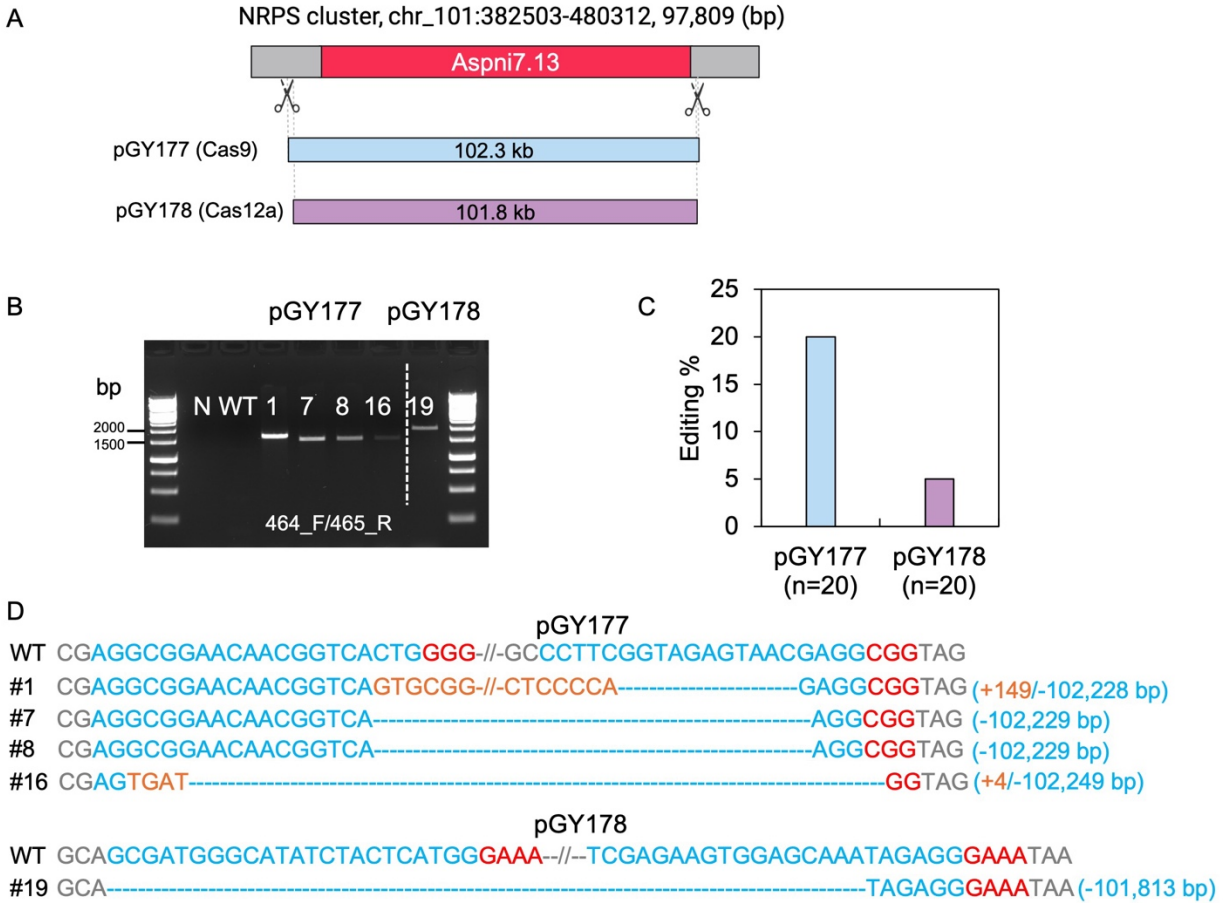 A
NRPS cluster, chr_101:382503-480312, 97,809 (bp)
Aspni7.13
pGY177 (Cas9)
102.3 kb
pGY178 (Cas12a)
101.8 kb
B
pGY177 pGY178
bp
N WT 1 7 8 16 19
2000
1500
464_F/465_R
C
Editing %
25
20
15
10
5
0
pGY177 pGY178
(n=20) (n=20)
D
pGY177
WT CGAGGCGGAACAACGGTCACTGGGG-//-GCCCTTCGGTAGAGTAACGAGGCGGTAG
#1 CGAGGCGGAACAACGGTCAGTGCGG-//-CTCCCCA--------------------GAGGCGGTAG (+149/-102,228 bp)
#7 CGAGGCGGAACAACGGTCA------------------------------------------------AGGCGGTAG (-102,229 bp)
#8 CGAGGCGGAACAACGGTCA------------------------------------------------AGGCGGTAG (-102,229 bp)
#16 CGAGTGAT----------------------------------------------------------------------------GGTAG (+4/-102,249 bp)
pGY178
WT GCAGCGATGGGCATATCTACTCATGGGAAA--//--TCGAGAAGTGGAGCAAATAGAGGGAAATAA
#19 GCA------------------------------------------------------------------------------------TAGAGGGAAATAA (-101,813 bp)